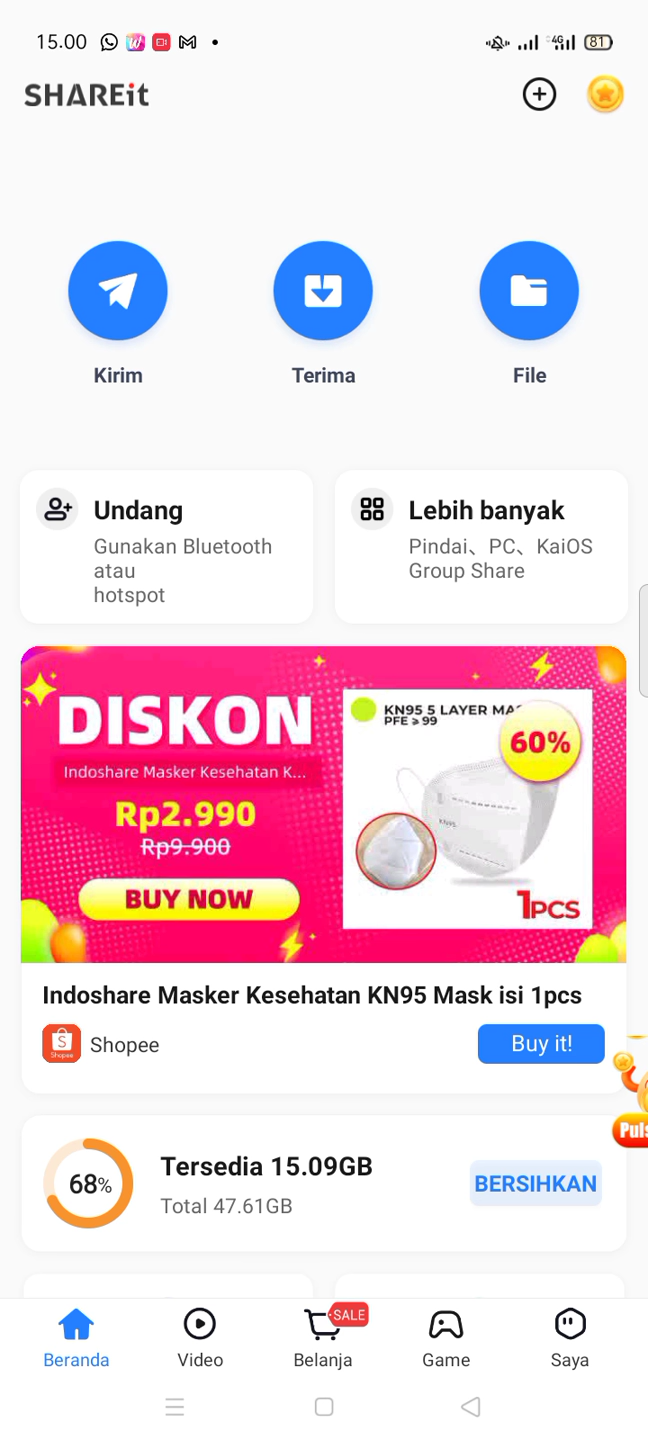 15.00
4G
81
SHAREit
Kirim
Terima
File
Undang
Gunakan Bluetooth
atau
hotspot
Lebih banyak
Pindai、PC、KaiOS
Group Share
DISKON
Indoshare Masker Kesehatan K...
Rp2.990
Rp9.900
BUY NOW
KN95 5 LAYER
PFE ≥ 99
60%
KN95
1PCS
Indoshare Masker Kesehatan KN95 Mask isi 1pcs
Shopee
Buy it!
68%
Tersedia 15.09GB
Total 47.61GB
BERSIHKAN
SALE
Beranda
Video
Belanja
Game
Saya